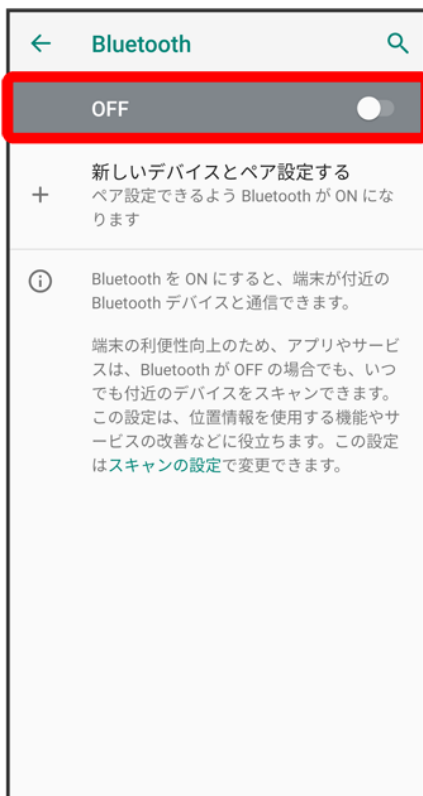 Bluetooth
OFF
新しいデバイスとペア設定する
ペア設定できるよう Bluetooth が ON にな
ります
Bluetooth を ON にすると、端末が付近の
Bluetooth デバイスと通信できます。
端末の利便性向上のため、アプリやサービ
スは、Bluetooth が OFF の場合でも、いつ
でも付近のデバイスをスキャンできます。
この設定は、位置情報を使用する機能やサ
ービスの改善などに役立ちます。この設定
はスキャンの設定で変更できます。